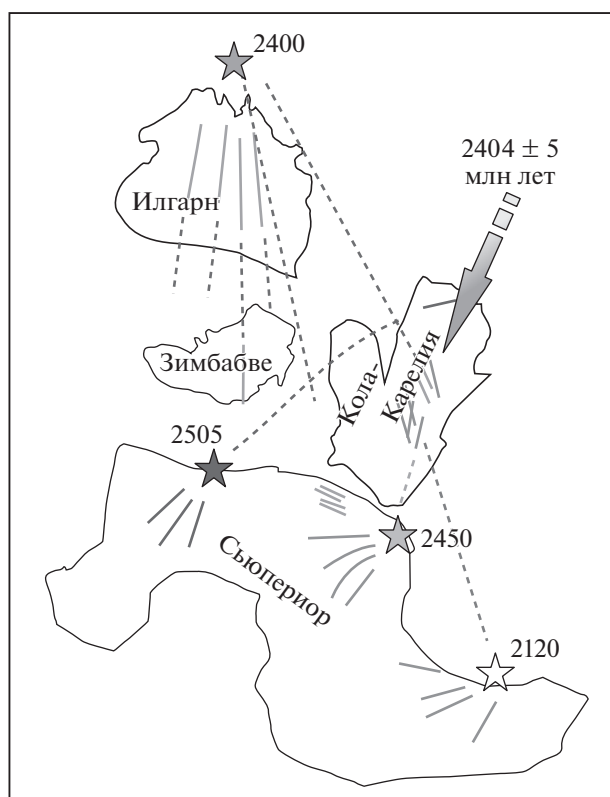 2400
2404 ± 5
млн лет
Илгарн
Зимбабве
Кола-
Карелия
2505
2450
Сьюпериор
2120